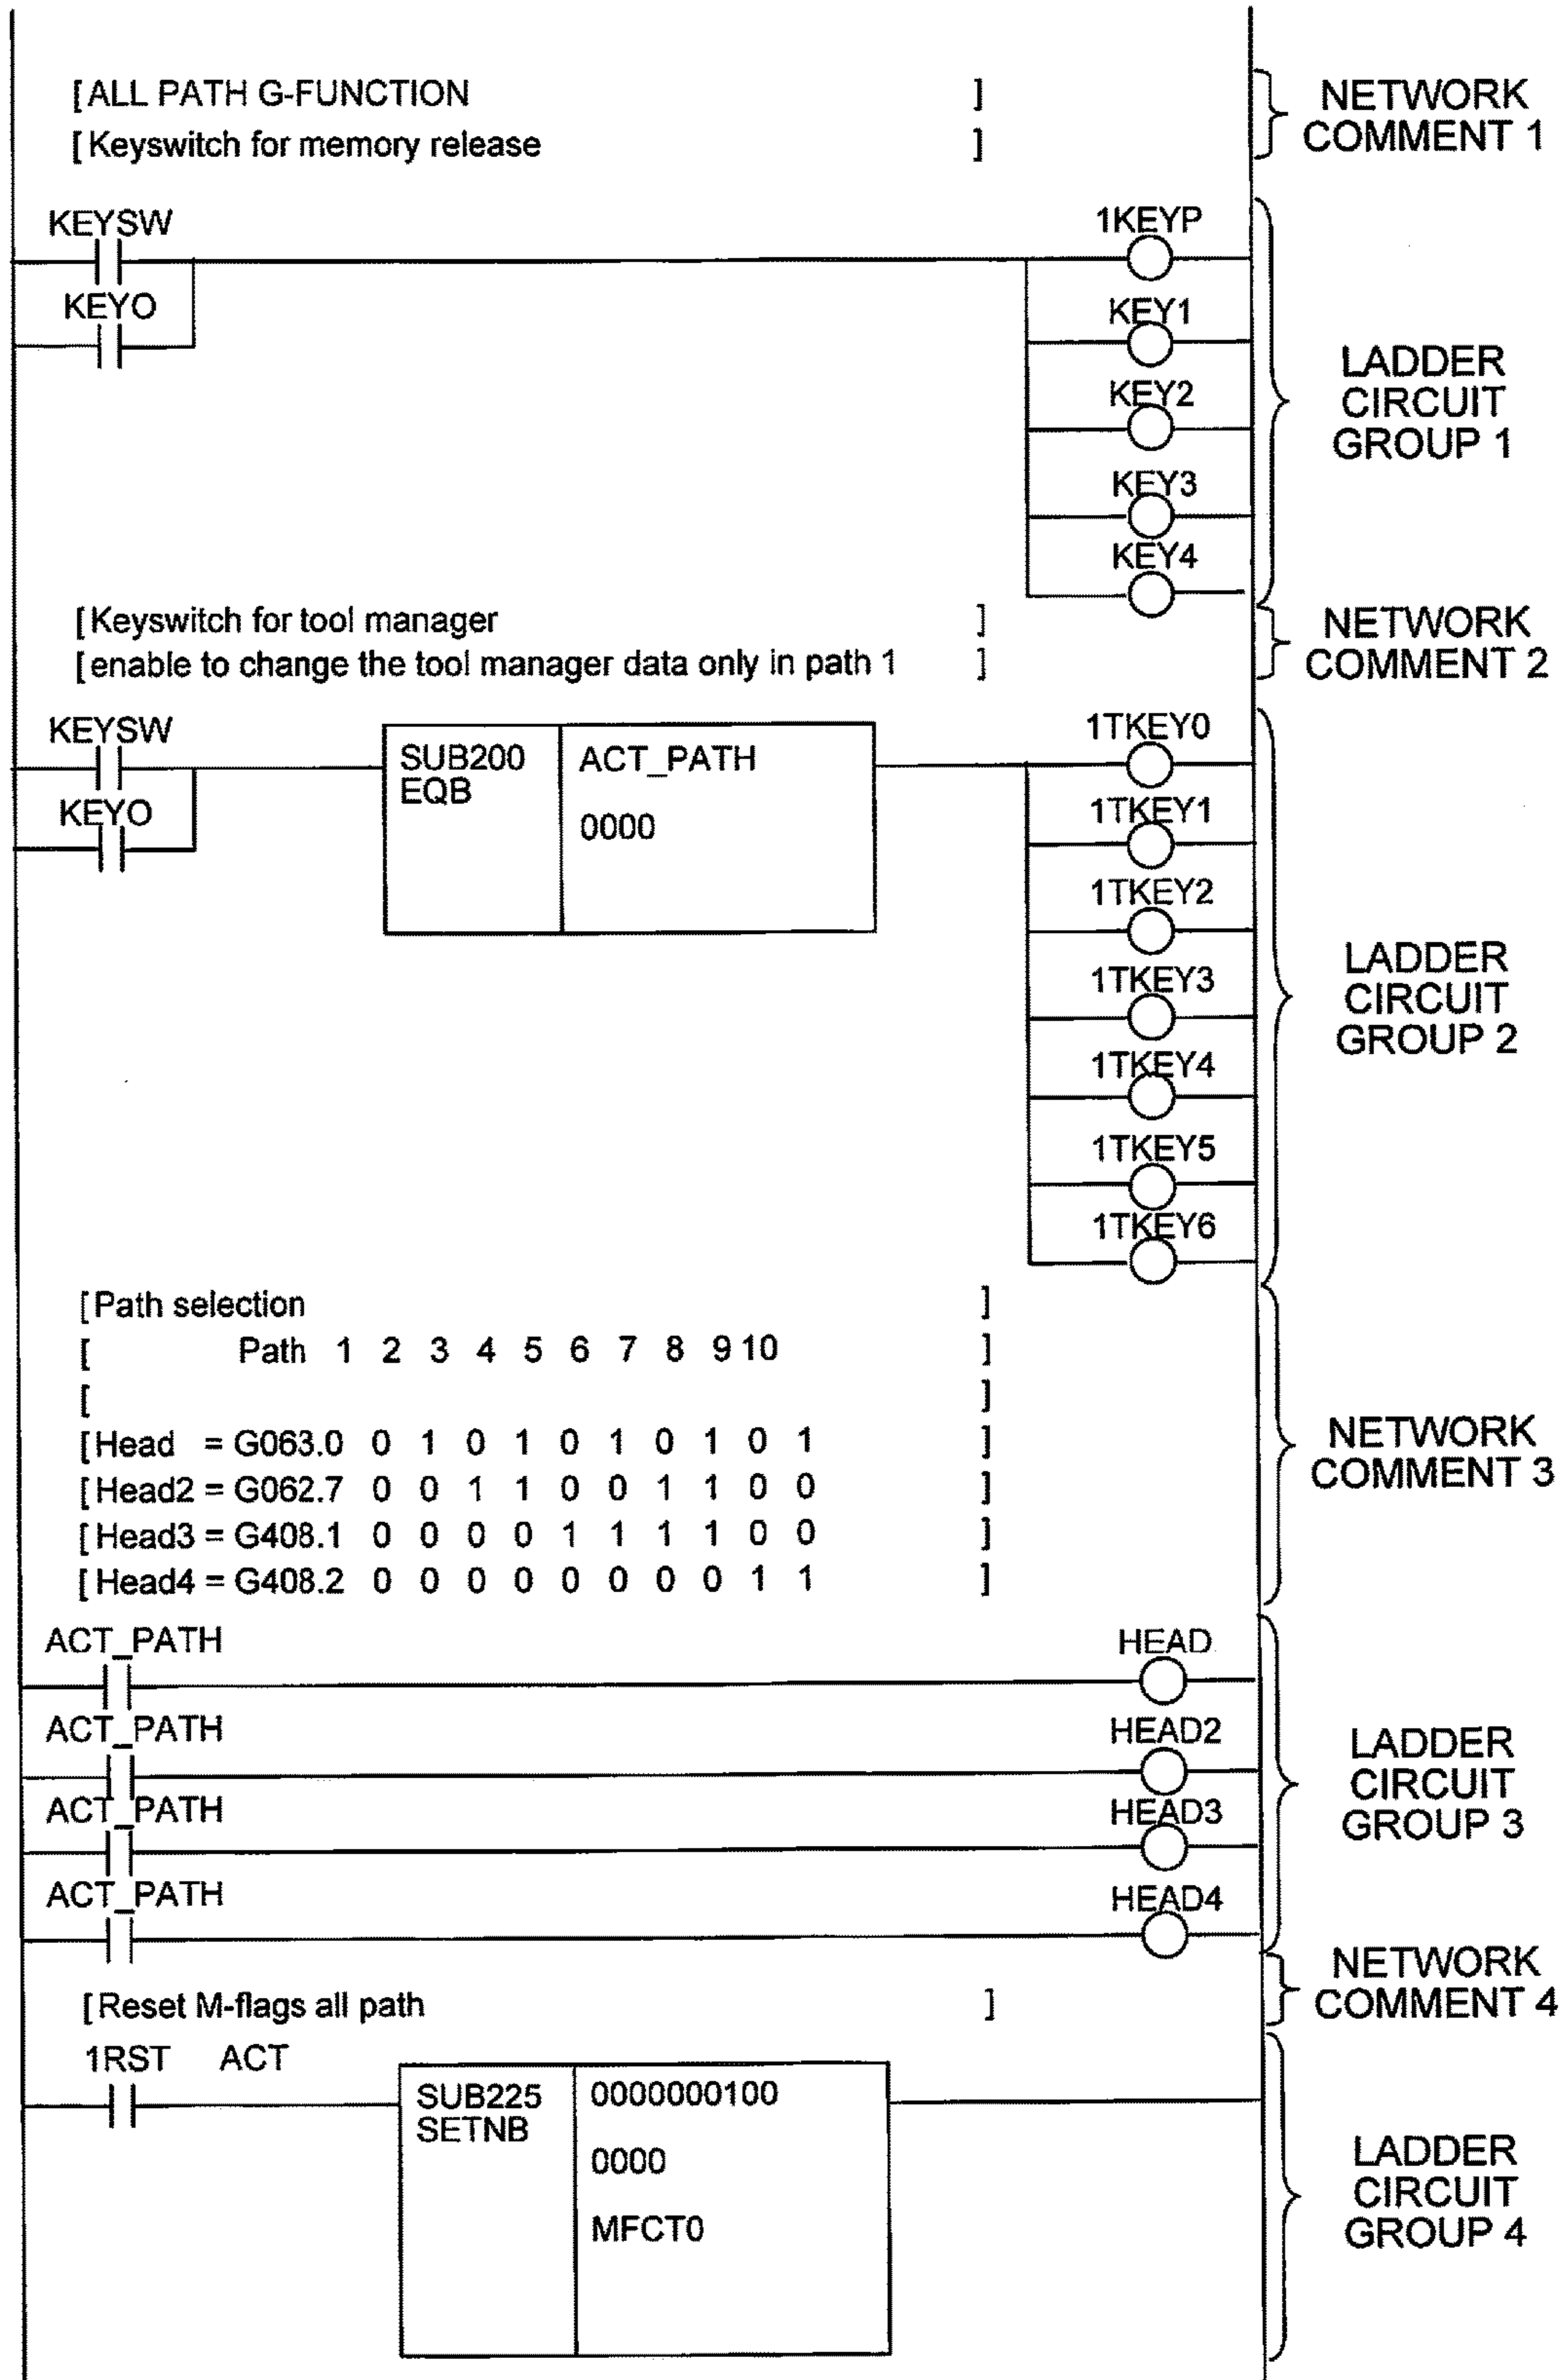 [ALL PATH G-FUNCTION ]
[Keyswitch for memory release ]
NETWORK
COMMENT 1
KEYSW
KEYO
1KEYP
KEY1
KEY2
KEY3
KEY4
LADDER
CIRCUIT
GROUP 1
[Keyswitch for tool manager ]
[enable to change the tool manager data only in path 1 ]
NETWORK
COMMENT 2
KEYSW
KEYO
SUB200
EQB
ACT_PATH
0000
1TKEY0
1TKEY1
1TKEY2
1TKEY3
1TKEY4
1TKEY5
1TKEY6
LADDER
CIRCUIT
GROUP 2
[Path selection ]
[ Path 1 2 3 4 5 6 7 8 9 10 ]
[ ]
[Head = G063.0 0 1 0 1 0 1 0 1 0 1 ]
[Head2 = G062.7 0 0 1 1 0 0 1 1 0 0 ]
[Head3 = G408.1 0 0 0 0 1 1 1 1 0 0 ]
[Head4 = G408.2 0 0 0 0 0 0 0 0 1 1 ]
NETWORK
COMMENT 3
ACT_PATH
HEAD
ACT_PATH
HEAD2
ACT_PATH
HEAD3
ACT_PATH
HEAD4
LADDER
CIRCUIT
GROUP 3
[Reset M-flags all path ]
NETWORK
COMMENT 4
1RST ACT
SUB225
SETNB
0000000100
0000
MFCT0
LADDER
CIRCUIT
GROUP 4